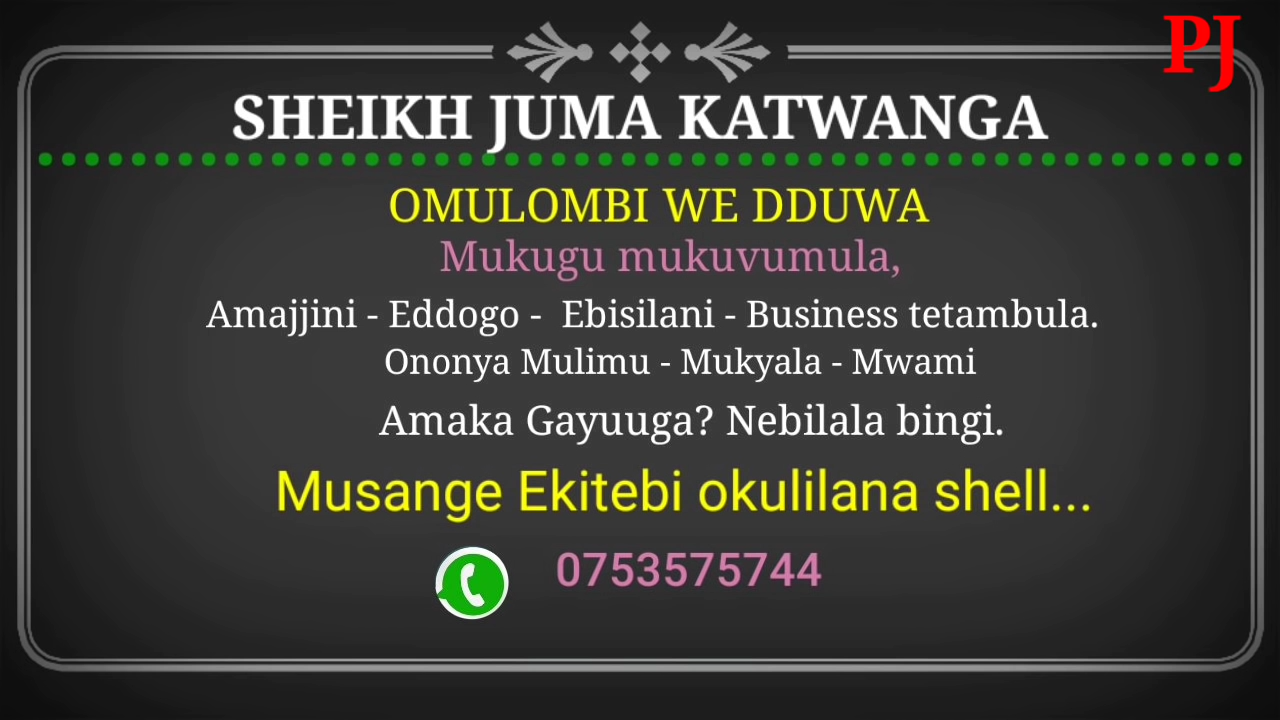 PJ
SHEIKH JUMA KATWANGA
OMULOMBI WE DDUWA
Mukugu mukuvumula,
Amajjini - Eddogo - Ebisilani - Business tetambula.
Ononya Mulimu - Mukyala - Mwami
Amaka Gayuuga? Nebilala bingi.
Musange Ekitebi okulilana shell...
0753575744